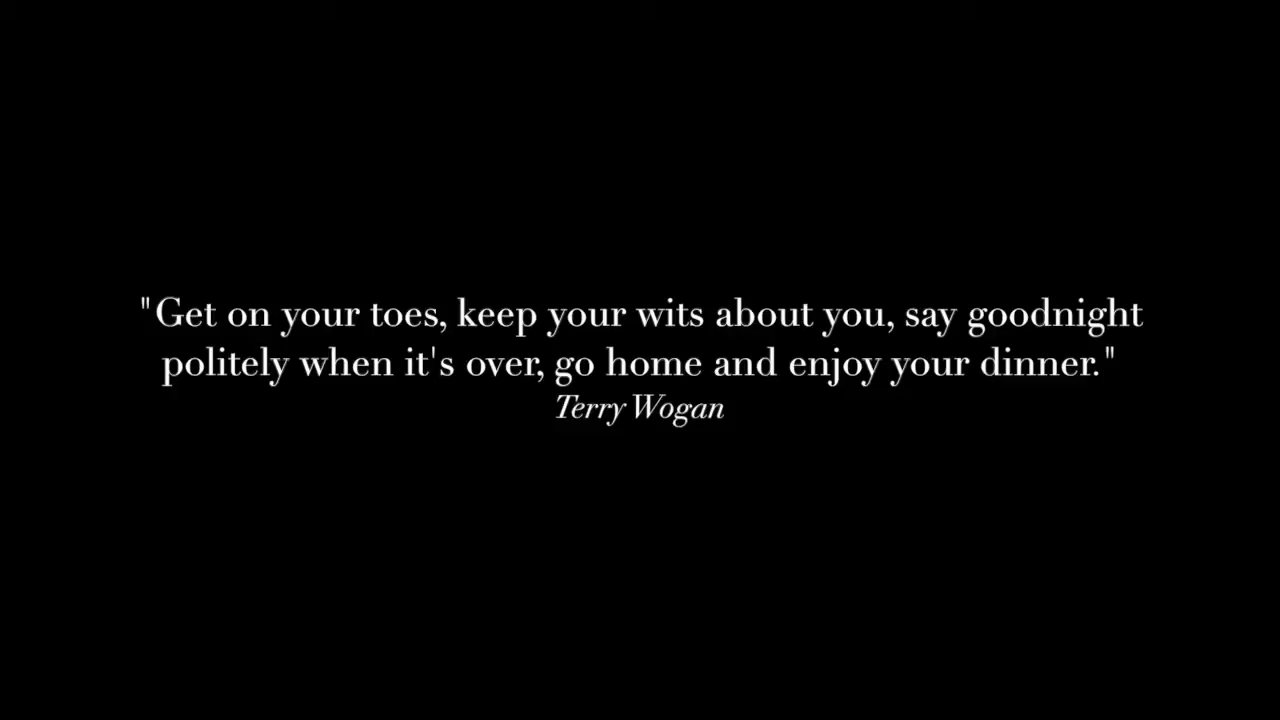 "Get on your toes, keep your wits about you, say goodnight
politely when it's over, go home and enjoy your dinner."
Terry Wogan